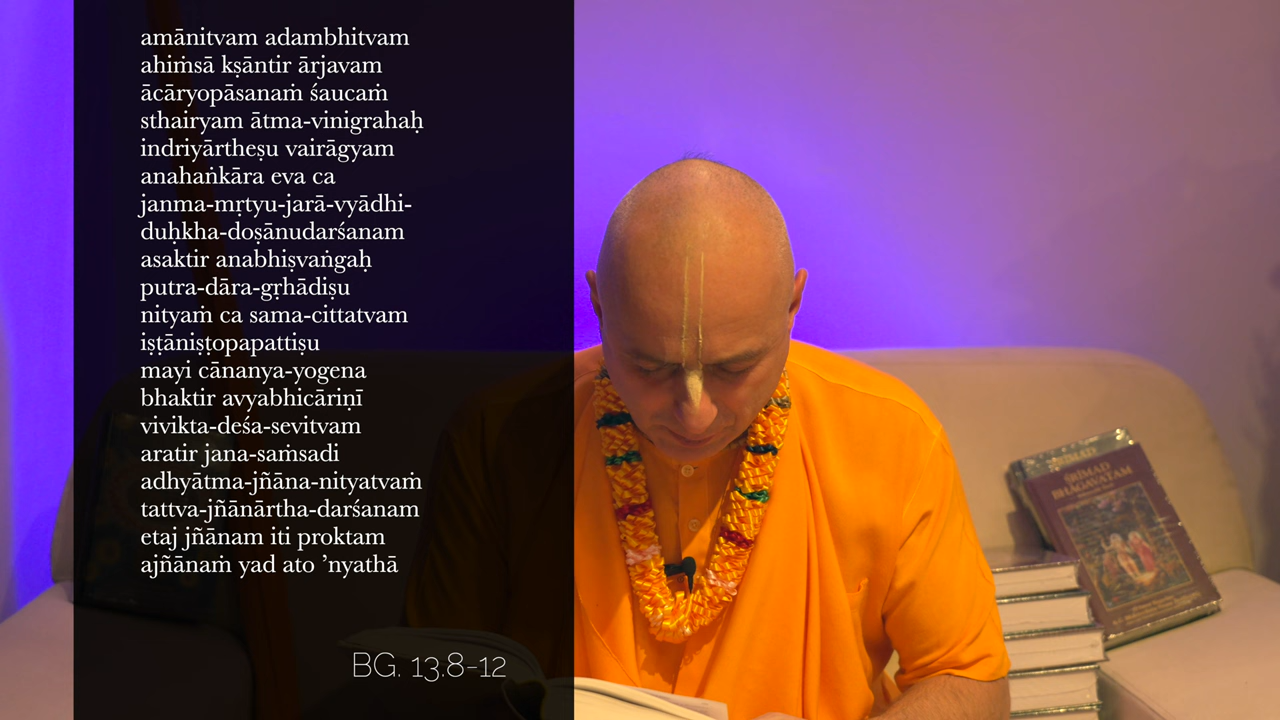 amānitvam adambhitvam
ahiṁsā kṣāntir ārjavam
ācāryopāsanaṁ śaucaṁ
sthairyam ātma-vinigrahaḥ
indriyārtheṣu vairāgyam
anahaṅkāra eva ca
janma-mṛtyu-jarā-vyādhi-
duḥkha-doṣānudarśanam
asaktir anabhiṣvaṅgaḥ
putra-dāra-gṛhādiṣu
nityaṁ ca sama-cittatvam
iṣṭāniṣṭopapattiṣu
mayi cānanya-yogena
bhaktir avyabhicāriṇī
vivikta-deśa-sevitvam
aratir jana-saṁsadi
adhyātma-jñāna-nityatvaṁ
tattva-jñānārtha-darśanam
etaj jñānam iti proktam
ajñānaṁ yad ato ’nyathā
BG. 13.8-12
ŚRĪMAD
ŚRĪMAD
BHĀGAVATAM